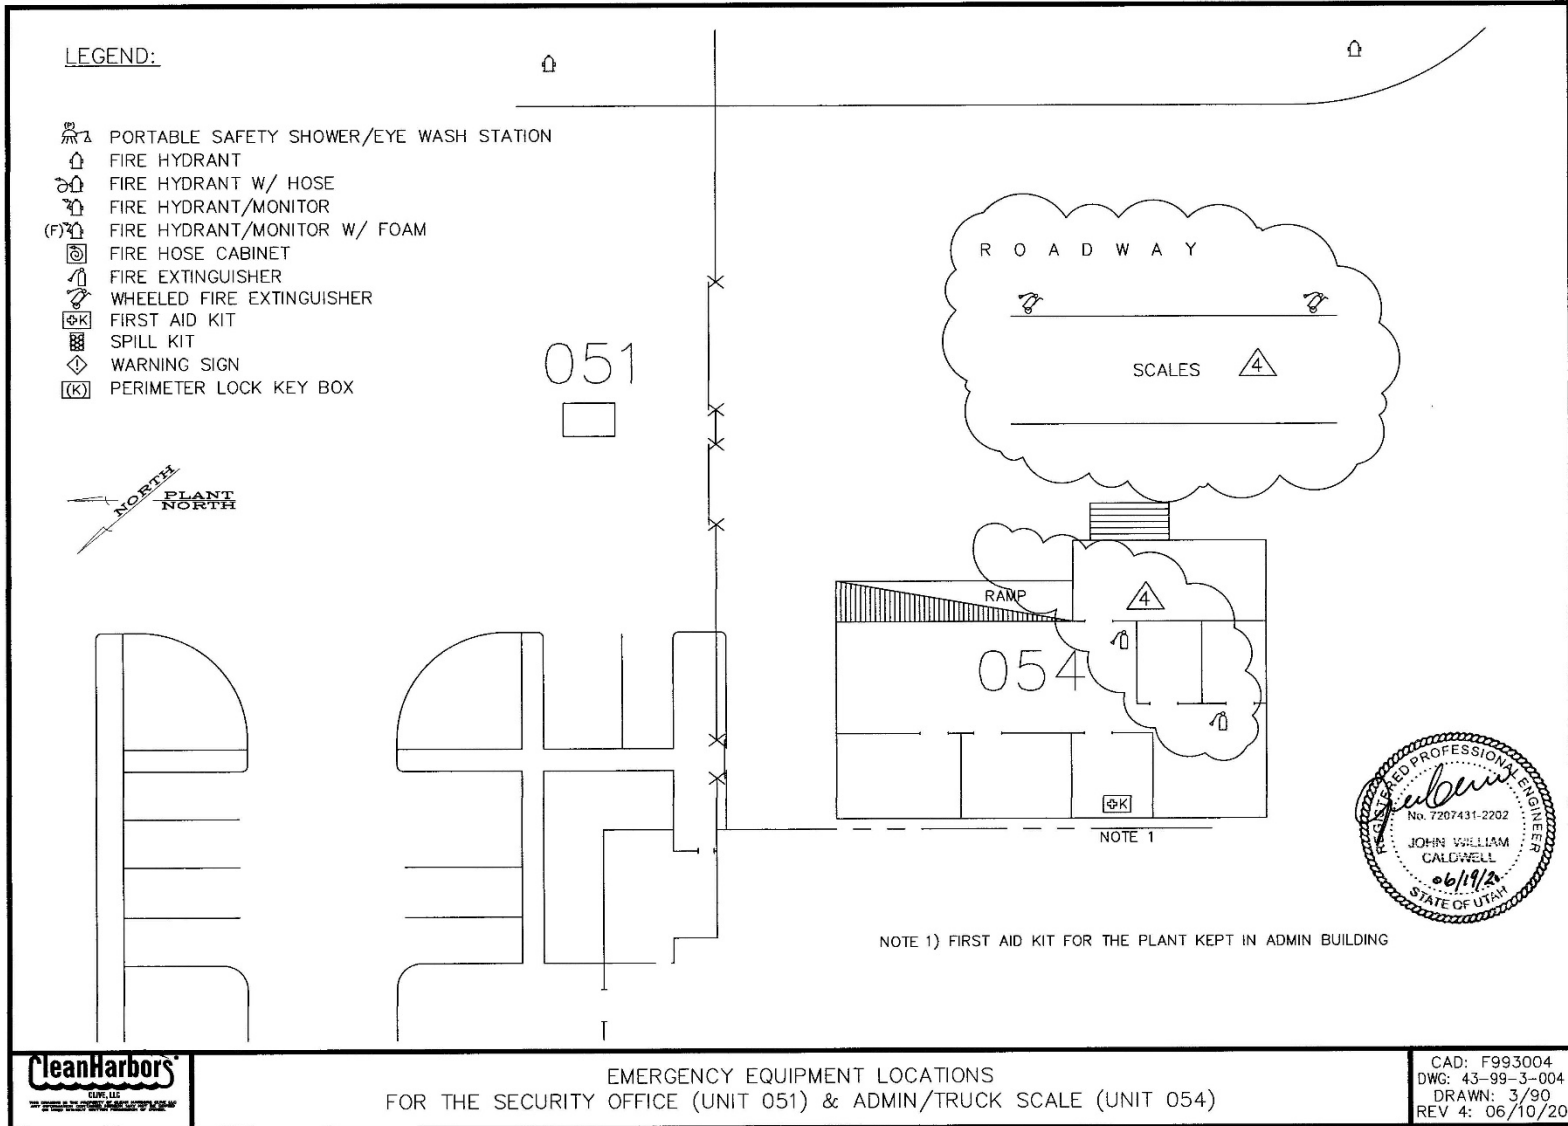 LEGEND:
(P)
PORTABLE SAFETY SHOWER/EYE WASH STATION
FIRE HYDRANT
FIRE HYDRANT W/ HOSE
FIRE HYDRANT/MONITOR
(F) FIRE HYDRANT/MONITOR W/ FOAM
FIRE HOSE CABINET
FIRE EXTINGUISHER
WHEELED FIRE EXTINGUISHER
K FIRST AID KIT
SPILL KIT
! WARNING SIGN
(K) PERIMETER LOCK KEY BOX
NORTH
PLANT
NORTH
051
ROADWAY
SCALES 4
RAMP 4
054
K
NOTE 1
NOTE 1) FIRST AID KIT FOR THE PLANT KEPT IN ADMIN BUILDING
REGISTERED PROFESSIONAL ENGINEER
No. 7207431-2202
JOHN WILLIAM
CALDWELL
06/19/20
STATE OF UTAH
CleanHarbors
CLIVE, LLC
EMERGENCY EQUIPMENT LOCATIONS
FOR THE SECURITY OFFICE (UNIT 051) & ADMIN/TRUCK SCALE (UNIT 054)
CAD: F993004
DWG: 43-99-3-004
DRAWN: 3/90
REV 4: 06/10/20